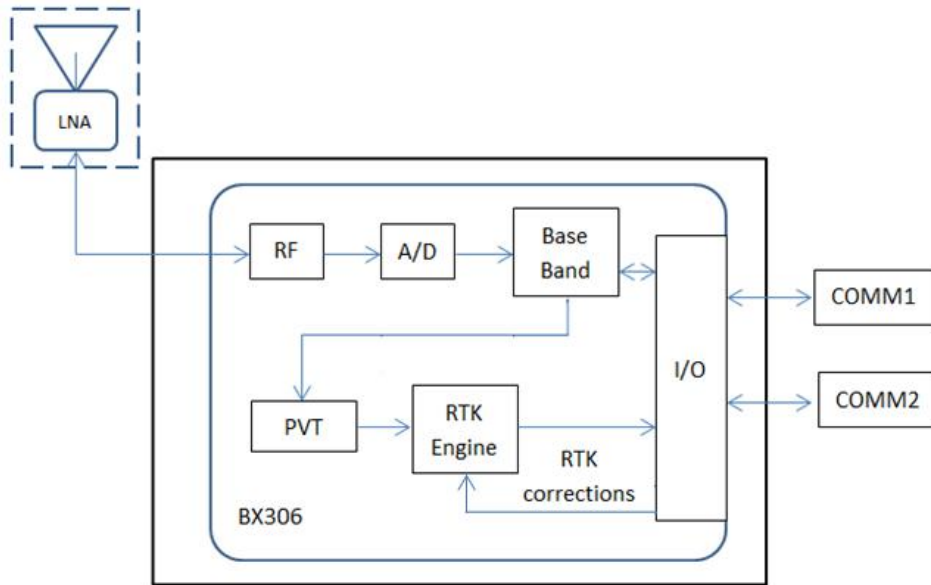 LNA
RF
A/D
Base
Band
COMM1
I/O
COMM2
PVT
RTK
Engine
RTK
corrections
BX306